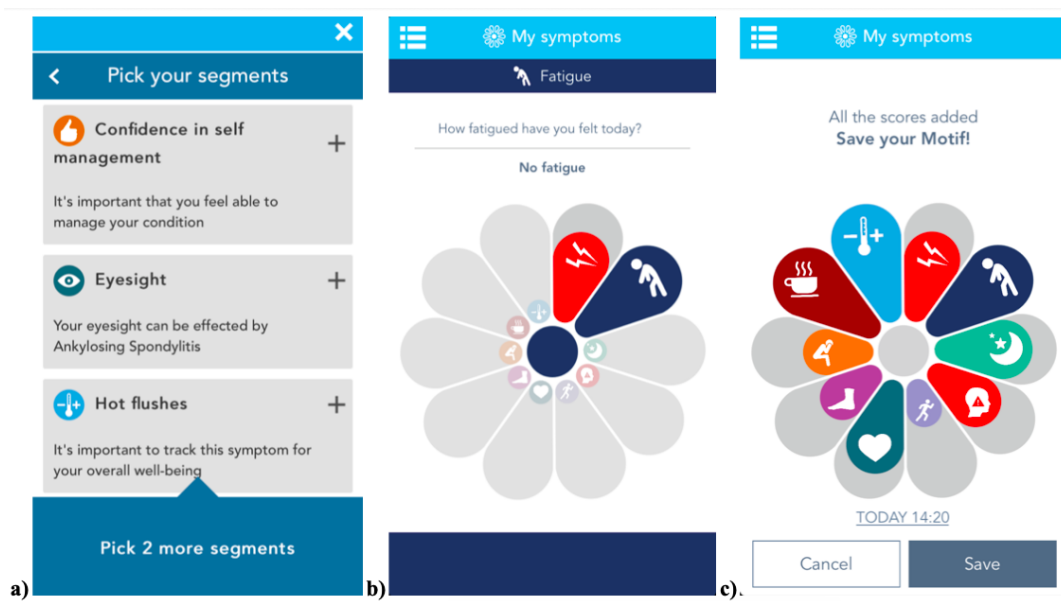 Pick your segments
Confidence in self
management
It's important that you feel able to
manage your condition
Eyesight
Your eyesight can be effected by
Ankylosing Spondylitis
Hot flushes
It's important to track this symptom for
your overall well-being
Pick 2 more segments
a)
My symptoms
Fatigue
How fatigued have you felt today?
No fatigue
b)
My symptoms
All the scores added
Save your Motif!
TODAY 14:20
Cancel
Save
c)